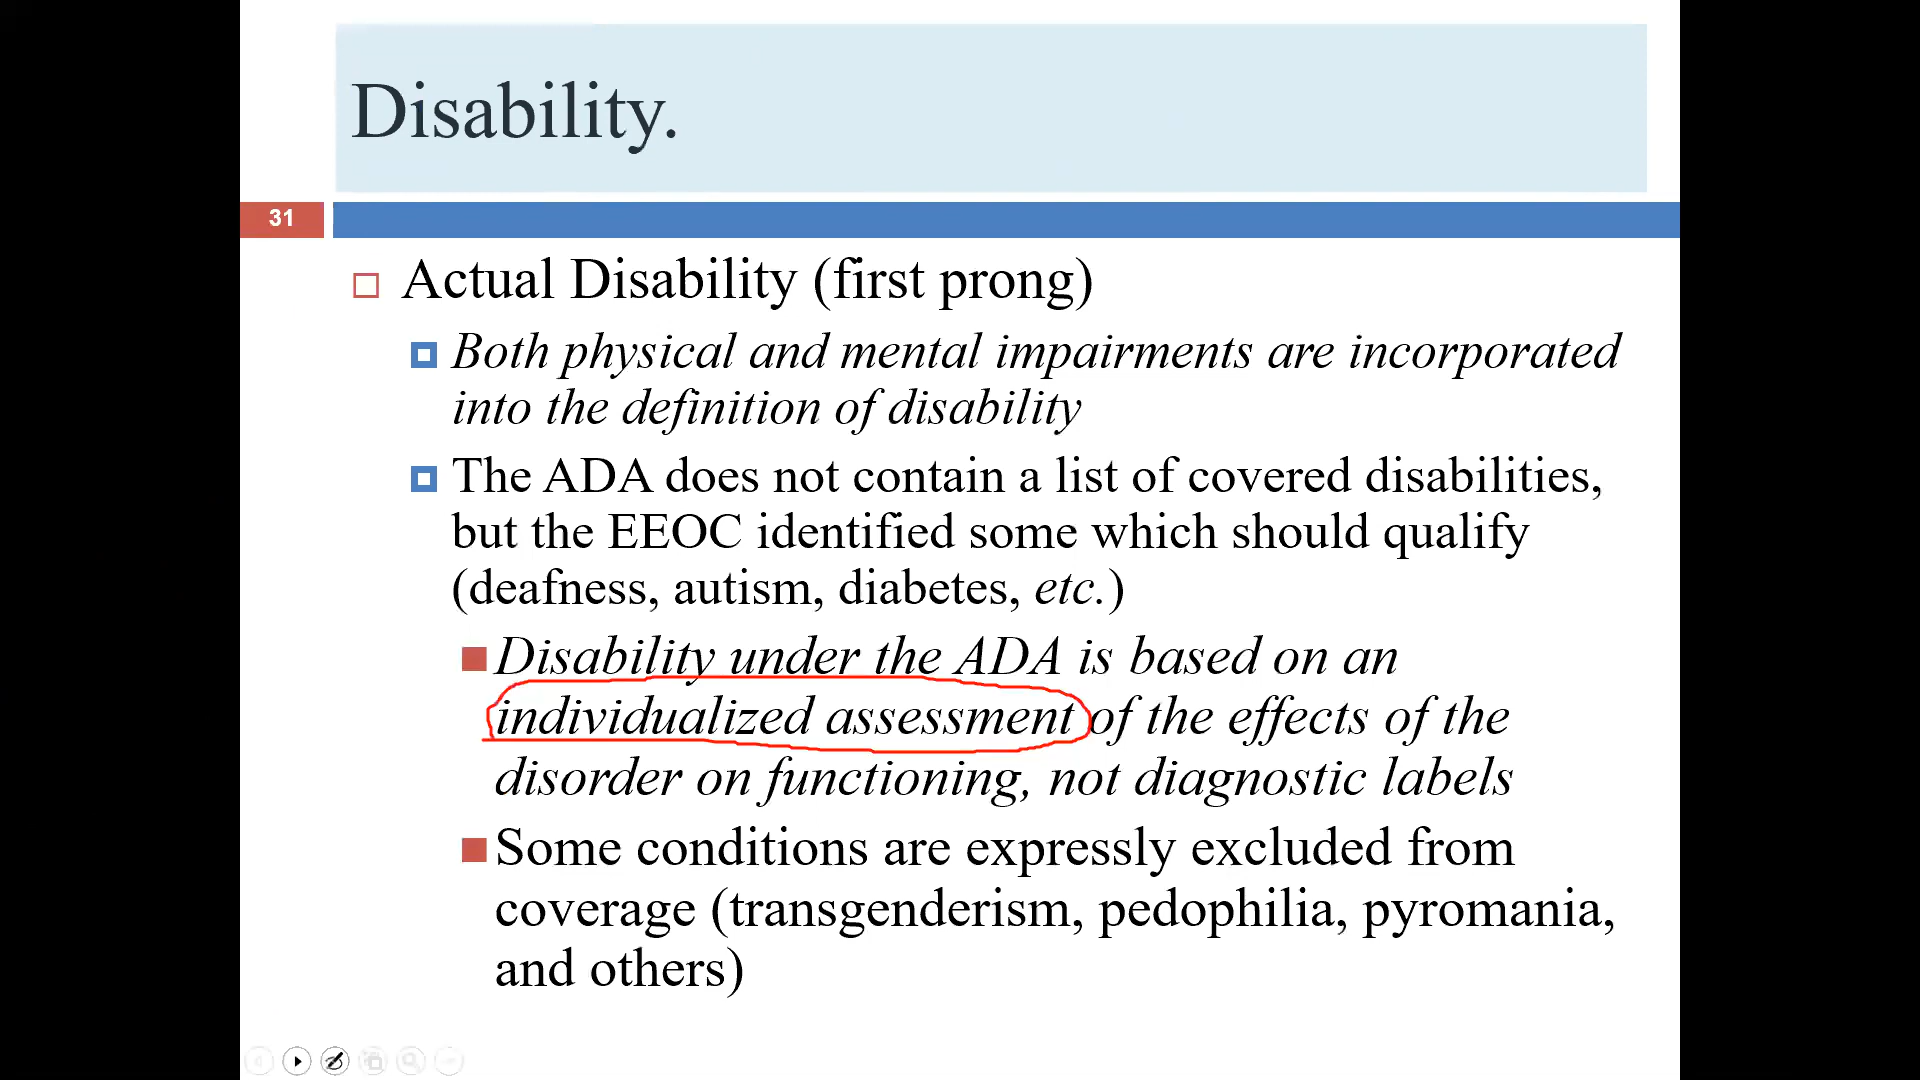 Disability.
31
Actual Disability (first prong)
Both physical and mental impairments are incorporated
into the definition of disability
The ADA does not contain a list of covered disabilities,
but the EEOC identified some which should qualify
(deafness, autism, diabetes, etc.)
Disability under the ADA is based on an
individualized assessment of the effects of the
disorder on functioning, not diagnostic labels
Some conditions are expressly excluded from
coverage (transgenderism, pedophilia, pyromania,
and others)